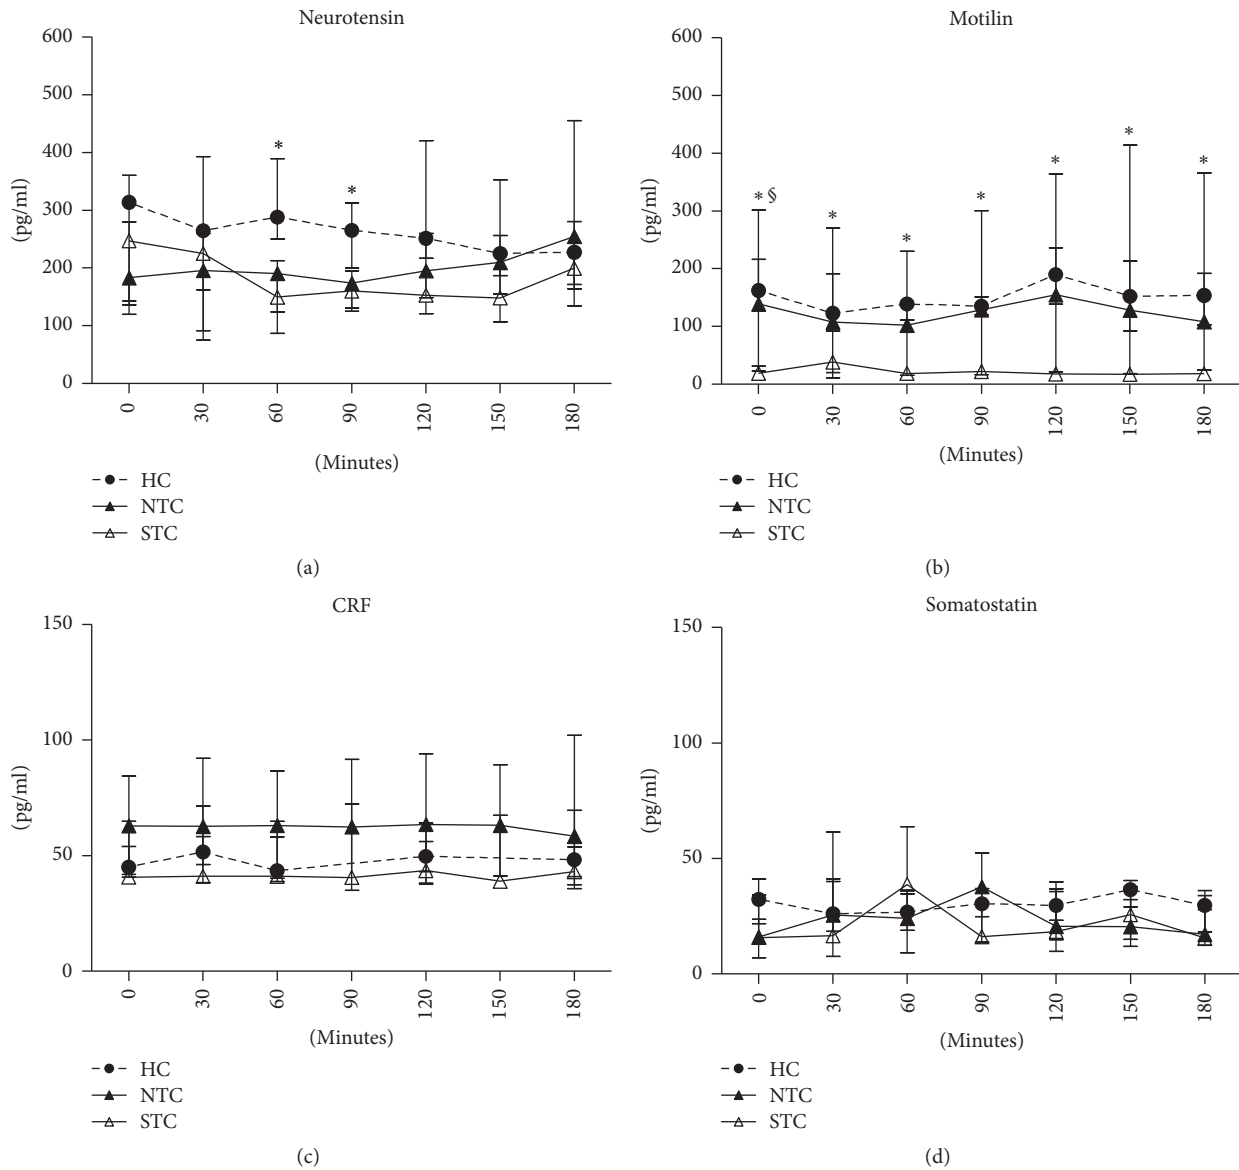 Neurotensin
600
500
400
300
200
100
0
(pg/ml)
*
*
0 30 60 90 120 150 180
(Minutes)
HC
NTC
STC
(a)
Motilin
600
500
400
300
200
100
0
(pg/ml)
* §
*
*
*
*
*
*
0 30 60 90 120 150 180
(Minutes)
HC
NTC
STC
(b)
CRF
150
100
50
0
(pg/ml)
0 30 60 90 120 150 180
(Minutes)
HC
NTC
STC
(c)
Somatostatin
150
100
50
0
(pg/ml)
0 30 60 90 120 150 180
(Minutes)
HC
NTC
STC
(d)